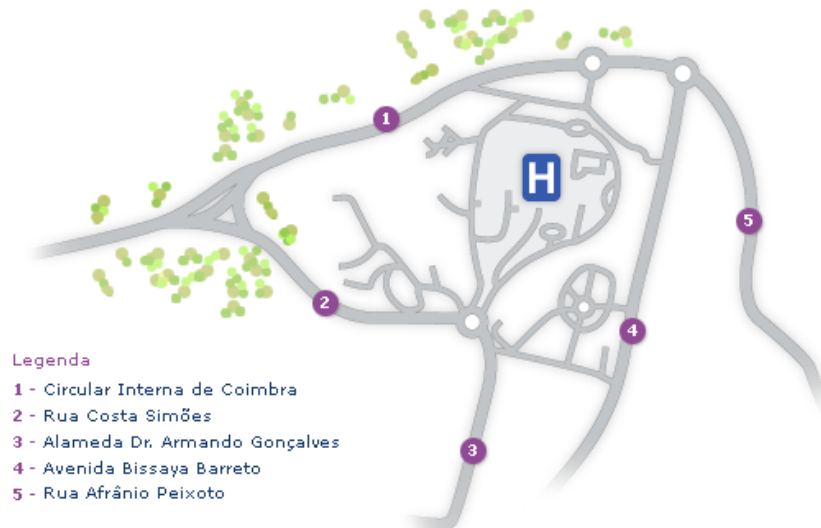 1
H
5
2
4
3
Legenda
1 - Circular Interna de Coimbra
2 - Rua Costa Simões
3 - Alameda Dr. Armando Gonçalves
4 - Avenida Bissaya Barreto
5 - Rua Afrânio Peixoto